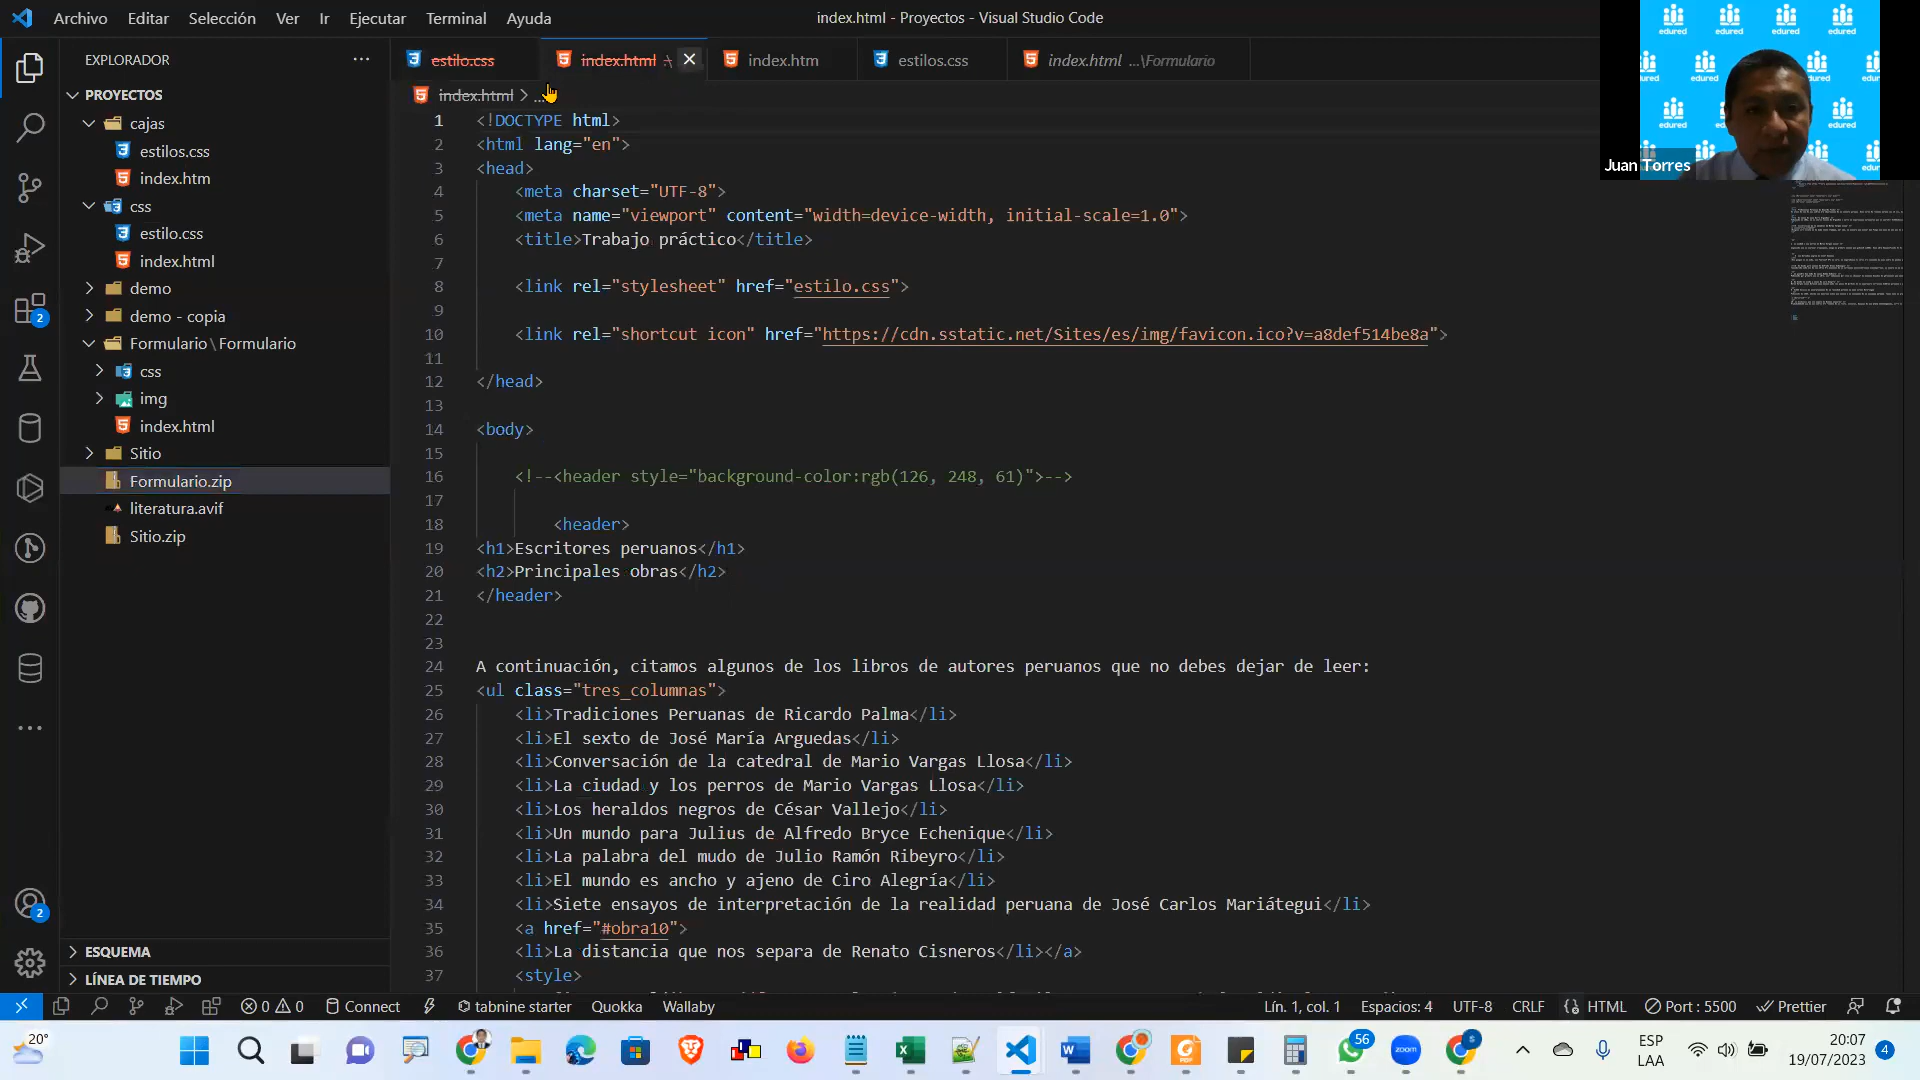 Archivo Editar Selección Ver Ir Ejecutar Terminal Ayuda
index.html - Proyectos - Visual Studio Code
EXPLORADOR
PROYECTOS
cajas
estilos.css
index.htm
css
estilo.css
index.html
demo
demo - copia
Formulario \ Formulario
css
img
index.html
Sitio
Formulario.zip
literatura.avif
Sitio.zip
ESQUEMA
LÍNEA DE TIEMPO
estilo.css index.html index.htm estilos.css index.html ...\Formulario
index.html > ...
1 <!DOCTYPE html>
2 <html lang="en">
3 <head>
4 <meta charset="UTF-8">
5 <meta name="viewport" content="width=device-width, initial-scale=1.0">
6 <title>Trabajo práctico</title>
7
8 <link rel="stylesheet" href="estilo.css">
9
10 <link rel="shortcut icon" href="https://cdn.sstatic.net/Sites/es/img/favicon.ico?v=a8def514be8a">
11
12 </head>
13
14 <body>
15
16 <!--<header style="background-color:rgb(126, 248, 61)">-->
17
18 <header>
19 <h1>Escritores peruanos</h1>
20 <h2>Principales obras</h2>
21 </header>
22
23
24 A continuación, citamos algunos de los libros de autores peruanos que no debes dejar de leer:
25 <ul class="tres_columnas">
26 <li>Tradiciones Peruanas de Ricardo Palma</li>
27 <li>El sexto de José María Arguedas</li>
28 <li>Conversación de la catedral de Mario Vargas Llosa</li>
29 <li>La ciudad y los perros de Mario Vargas Llosa</li>
30 <li>Los heraldos negros de César Vallejo</li>
31 <li>Un mundo para Julius de Alfredo Bryce Echenique</li>
32 <li>La palabra del mudo de Julio Ramón Ribeyro</li>
33 <li>El mundo es ancho y ajeno de Ciro Alegría</li>
34 <li>Siete ensayos de interpretación de la realidad peruana de José Carlos Mariátegui</li>
35 <a href="#obra10">
36 <li>La distancia que nos separa de Renato Cisneros</li></a>
37 <style>
edured edured edured edured
edured edured
edured edured
Juan Torres
2
2
0 0 Connect tabnine starter Quokka Wallaby
Lín. 1, col. 1 Espacios: 4 UTF-8 CRLF HTML Port : 5500 Prettier
20°
56
zoom
ESP
LAA
20:07
19/07/2023
4